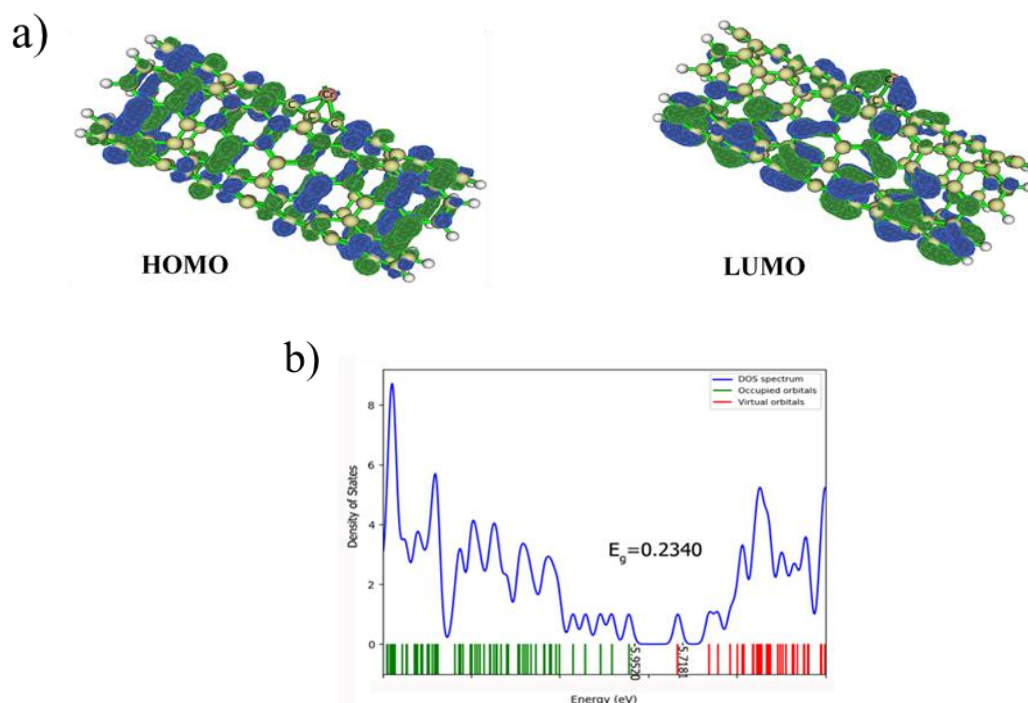 a)
HOMO
LUMO
b)
DOS spectrum
Occupied orbitals
Virtual orbitals
8
6
4
2
0
Density of States
Eg=0.2340
-5.9520
-5.7181
Energy (eV)